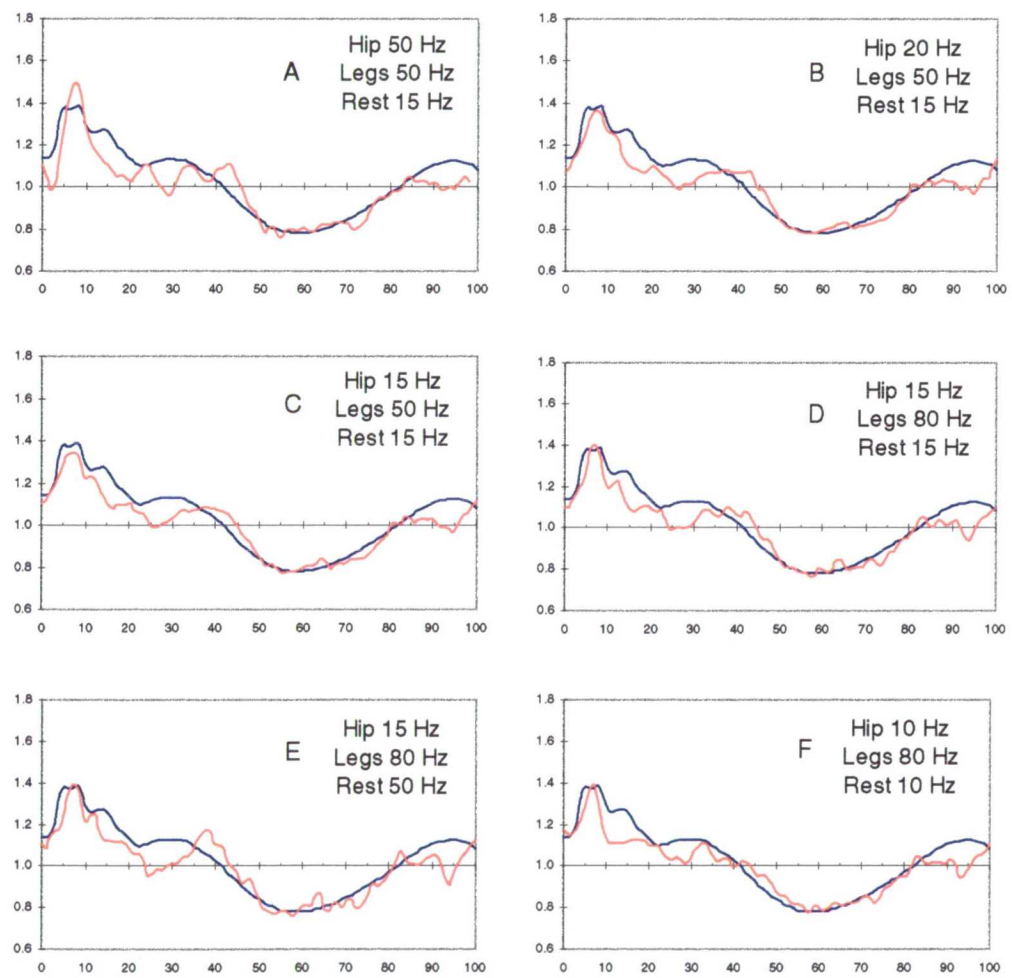 1.8
1.6
1.4
1.2
1.0
0.8
0.6
0 10 20 30 40 50 60 70 80 90 100
A
Hip 50 Hz
Legs 50 Hz
Rest 15 Hz
1.8
1.6
1.4
1.2
1.0
0.8
0.6
0 10 20 30 40 50 60 70 80 90 100
B
Hip 20 Hz
Legs 50 Hz
Rest 15 Hz
1.8
1.6
1.4
1.2
1.0
0.8
0.6
0 10 20 30 40 50 60 70 80 90 100
C
Hip 15 Hz
Legs 50 Hz
Rest 15 Hz
1.8
1.6
1.4
1.2
1.0
0.8
0.6
0 10 20 30 40 50 60 70 80 90 100
D
Hip 15 Hz
Legs 80 Hz
Rest 15 Hz
1.8
1.6
1.4
1.2
1.0
0.8
0.6
0 10 20 30 40 50 60 70 80 90 100
E
Hip 15 Hz
Legs 80 Hz
Rest 50 Hz
1.8
1.6
1.4
1.2
1.0
0.8
0.6
0 10 20 30 40 50 60 70 80 90 100
F
Hip 10 Hz
Legs 80 Hz
Rest 10 Hz